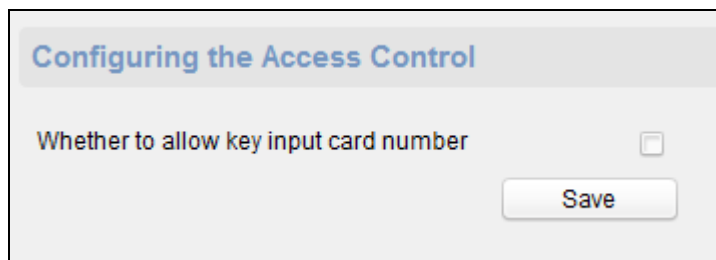 Configuring the Access Control
Whether to allow key input card number
Save